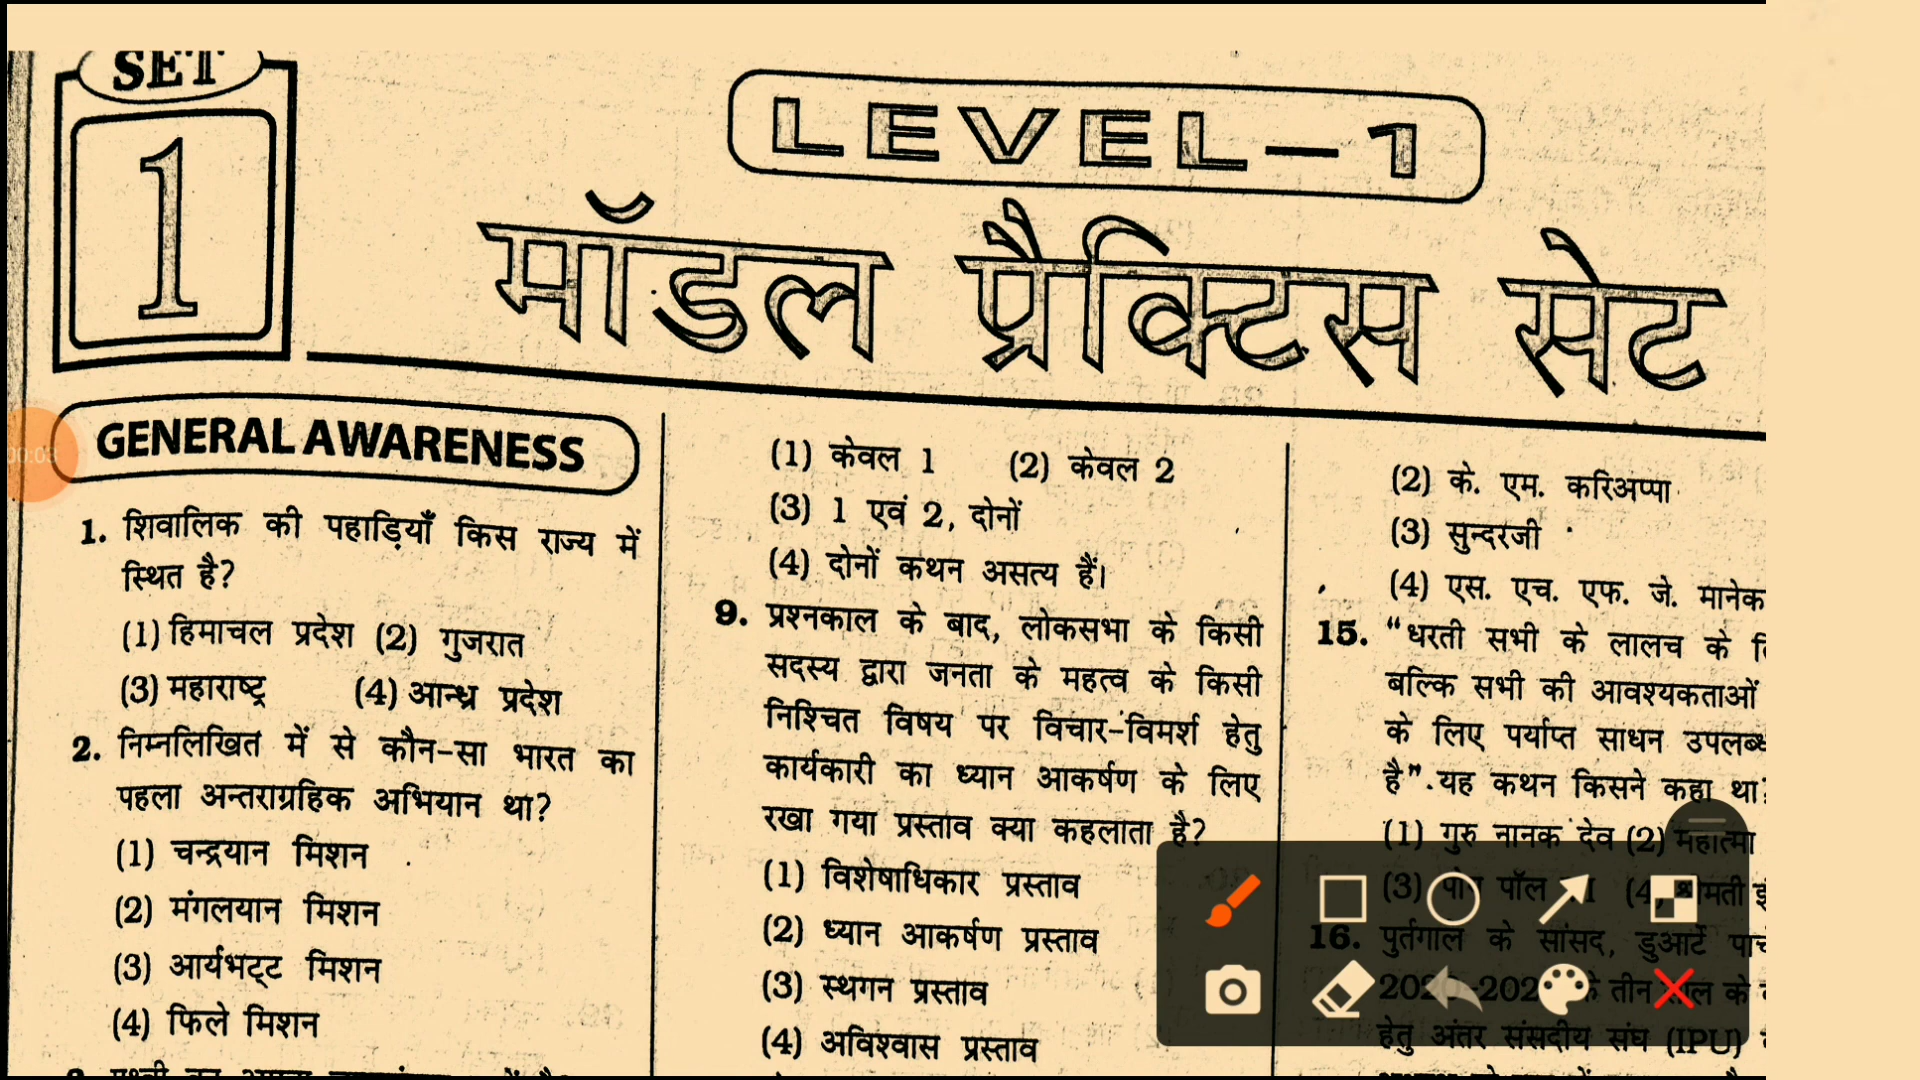 SET
1
LEVEL-1
मॉडल प्रैक्टिस सेट
GENERAL AWARENESS
1. शिवालिक की पहाड़ियाँ किस राज्य में
स्थित है?
(1) हिमाचल प्रदेश (2) गुजरात
(3) महाराष्ट्र (4) आन्ध्र प्रदेश
2. निम्नलिखित में से कौन-सा भारत का
पहला अन्तराग्रहिक अभियान था?
(1) चन्द्रयान मिशन
(2) मंगलयान मिशन
(3) आर्यभट्ट मिशन
(4) फिले मिशन
(1) केवल 1 (2) केवल 2
(3) 1 एवं 2, दोनों
(4) दोनों कथन असत्य हैं।
9. प्रश्नकाल के बाद, लोकसभा के किसी
सदस्य द्वारा जनता के महत्व के किसी
निश्चित विषय पर विचार-विमर्श हेतु
कार्यकारी का ध्यान आकर्षण के लिए
रखा गया प्रस्ताव क्या कहलाता है?
(1) विशेषाधिकार प्रस्ताव
(2) ध्यान आकर्षण प्रस्ताव
(3) स्थगन प्रस्ताव
(4) अविश्वास प्रस्ताव
(2) के. एम. करिअप्पा
(3) सुन्दरजी
(4) एस. एच. एफ. जे. मानेक
15. "धरती सभी के लालच के
बल्कि सभी की आवश्यकताओं
के लिए पर्याप्त साधन उपलब्ध
है". यह कथन किसने कहा था?
(1) गुरु नानक देव (2) महात्मा
(3) पॉल (4)
16. पुर्तगाल के सांसद, डुआर्टे
तीन के
हेतु अंतर संसदीय संघ (IPU)